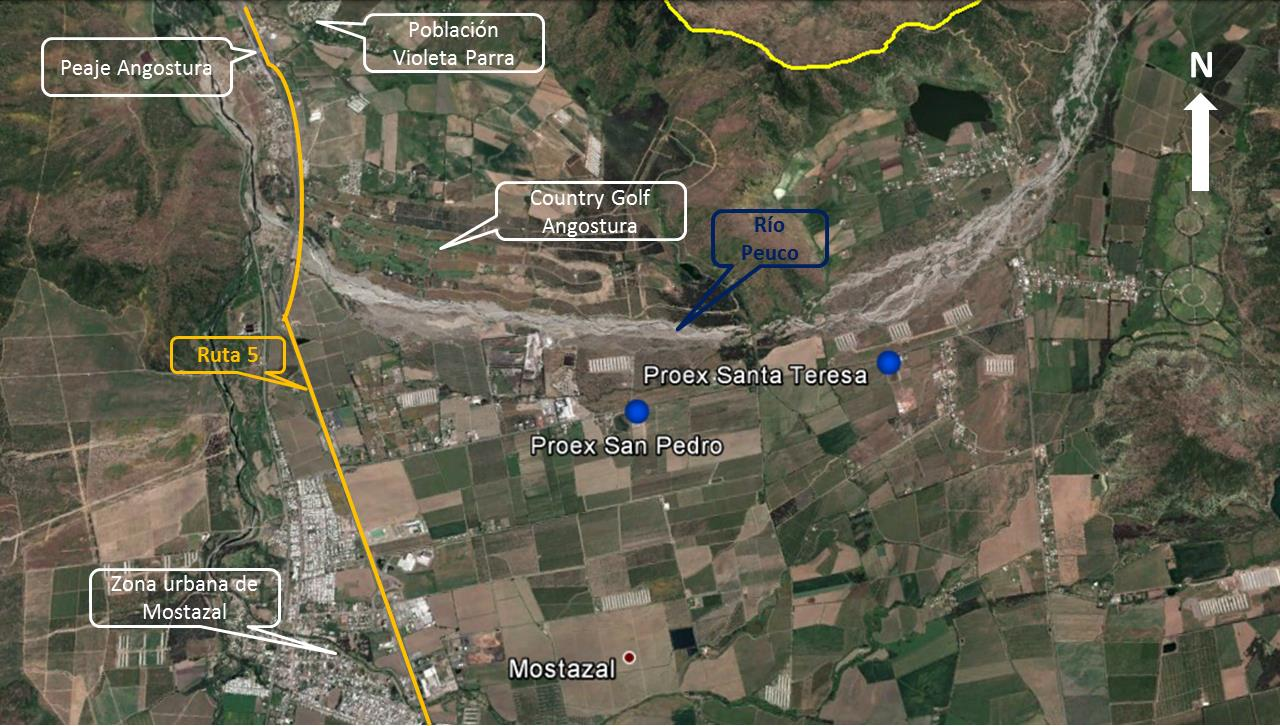 Población
Violeta Parra
Peaje Angostura
N
Country Golf
Angostura
Río
Peuco
Ruta 5
Proex Santa Teresa
Proex San Pedro
Zona urbana de
Mostazal
Mostazal